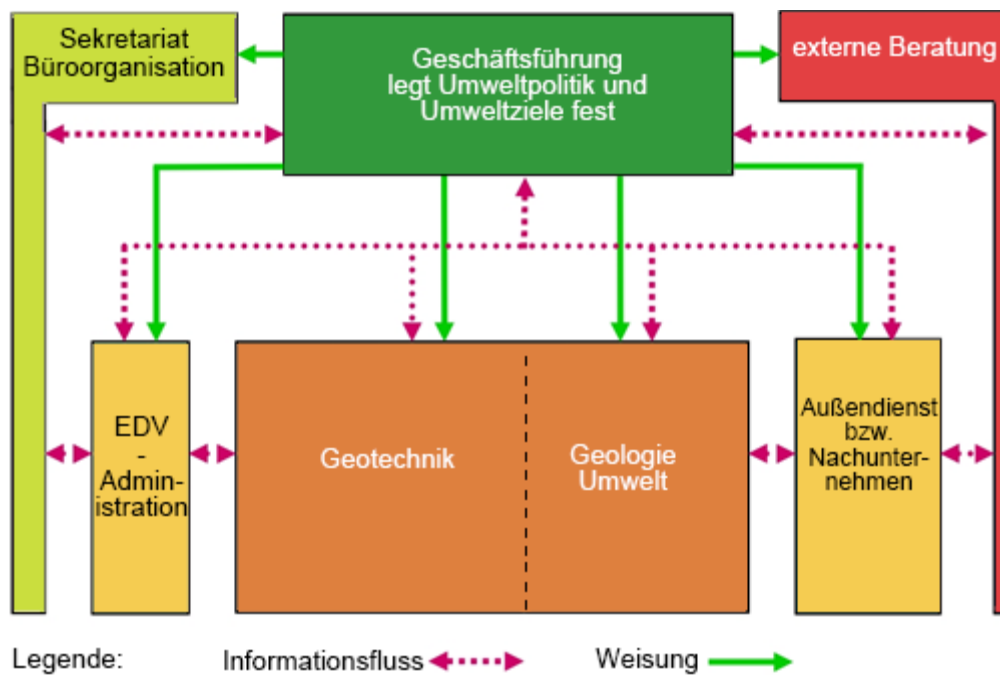 Sekretariat
Büroorganisation
Geschäftsführung
legt Umweltpolitik und
Umweltziele fest
externe Beratung
EDV
-
Admin-
istration
Geotechnik
Geologie
Umwelt
Außendienst
bzw.
Nachunter-
nehmen
Legende:
Informationsfluss
Weisung